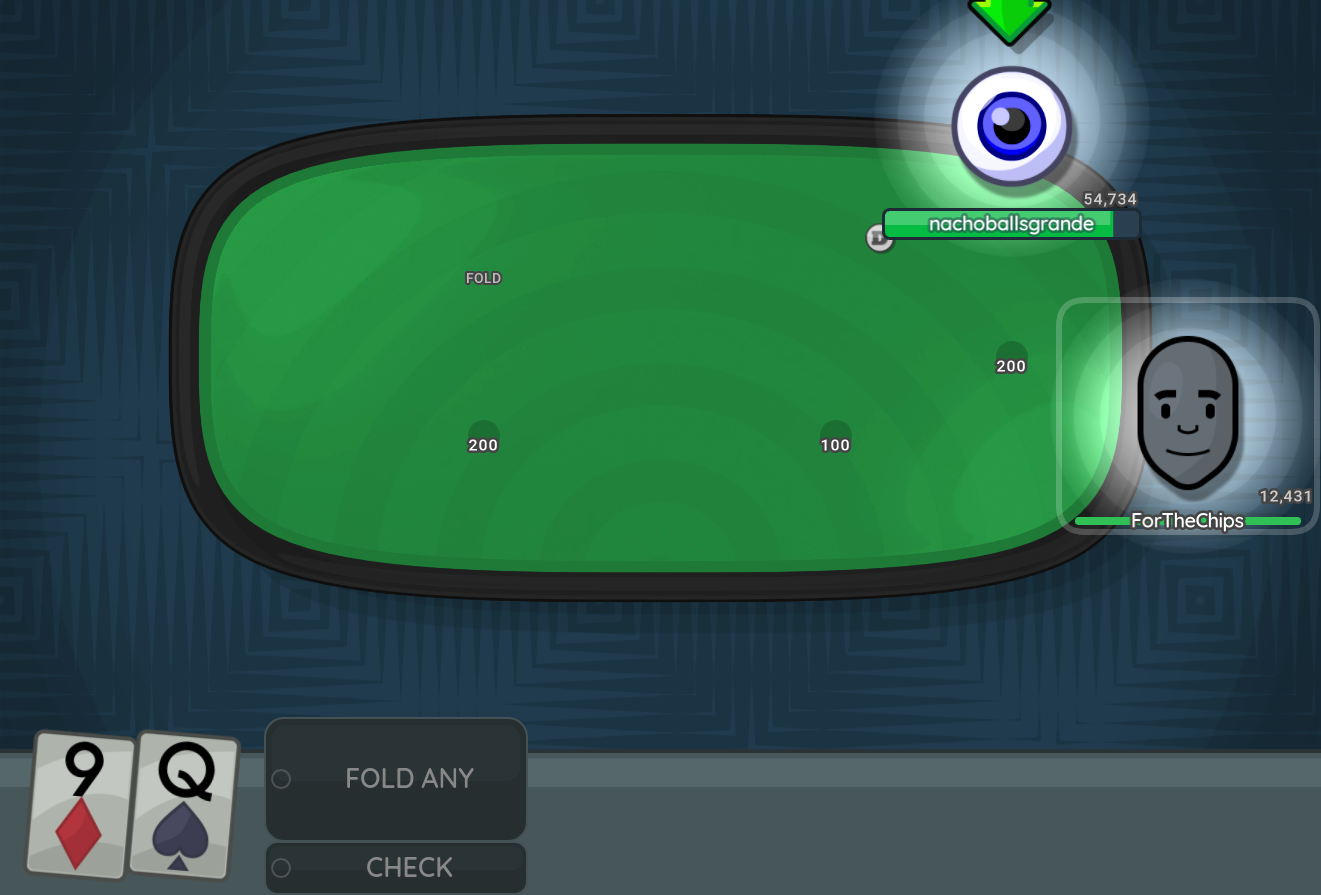 54,734
nachoballsgrande
D
FOLD
200
200
100
12,431
ForTheChips
9
Q
FOLD ANY
CHECK